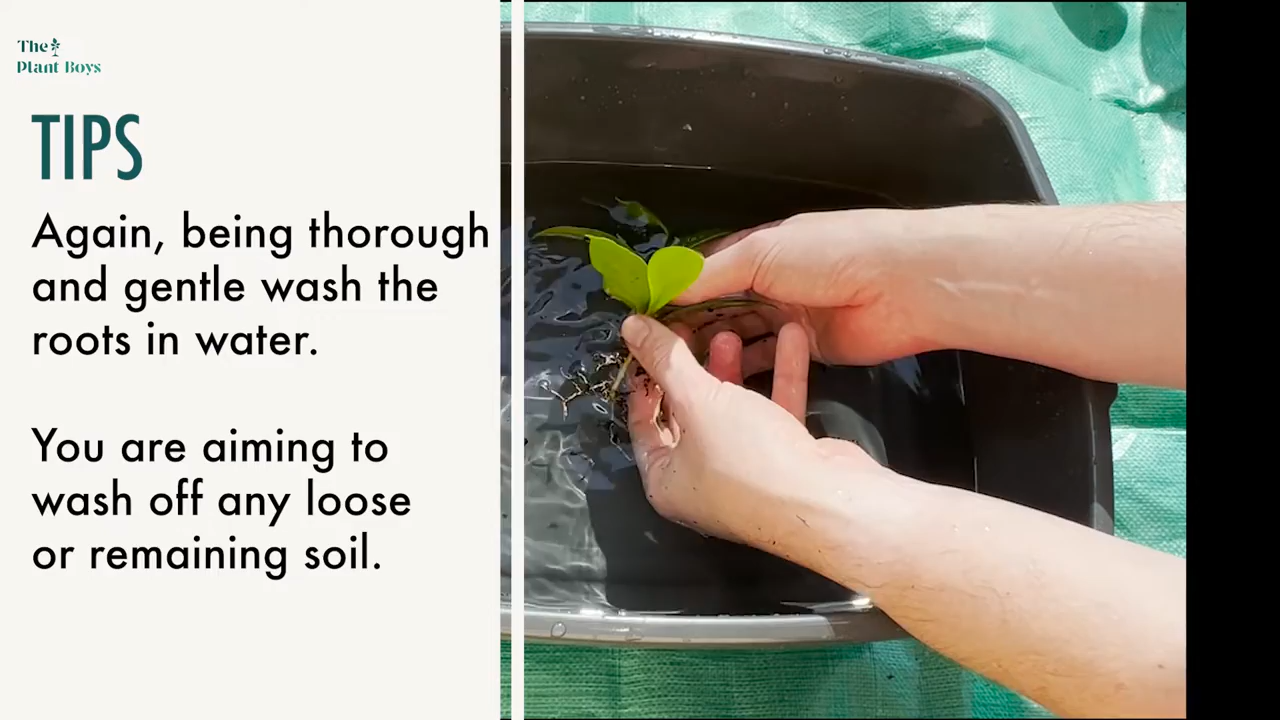 The
Plant Boys
TIPS
Again, being thorough
and gentle wash the
roots in water.
You are aiming to
wash off any loose
or remaining soil.